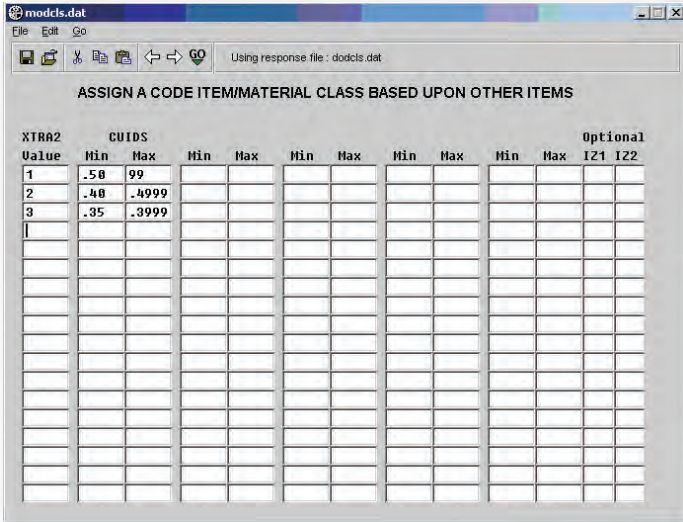 modcls.dat
File Edit Go
GO Using response file : dodcls.dat
ASSIGN A CODE ITEM/MATERIAL CLASS BASED UPON OTHER ITEMS
XTRA2 CUIDS Optional
Value Min Max Min Max Min Max Min Max Min Max IZ1 IZ2
1 .50 99
2 .40 .4999
3 .35 .3999